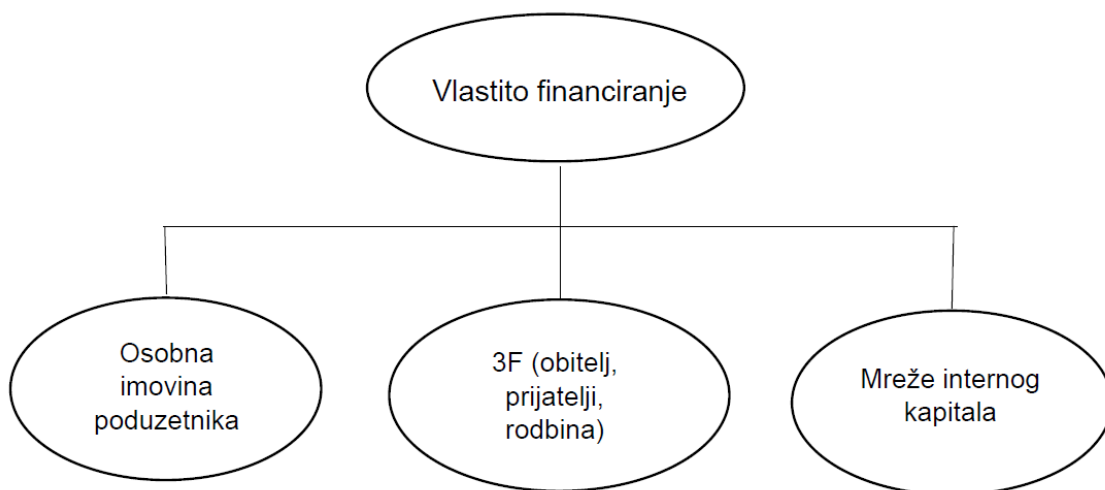 Vlastito financiranje
Osobna
imovina
poduzetnika
3F (obitelj,
prijatelji,
rodbina)
Mreže internog
kapitala